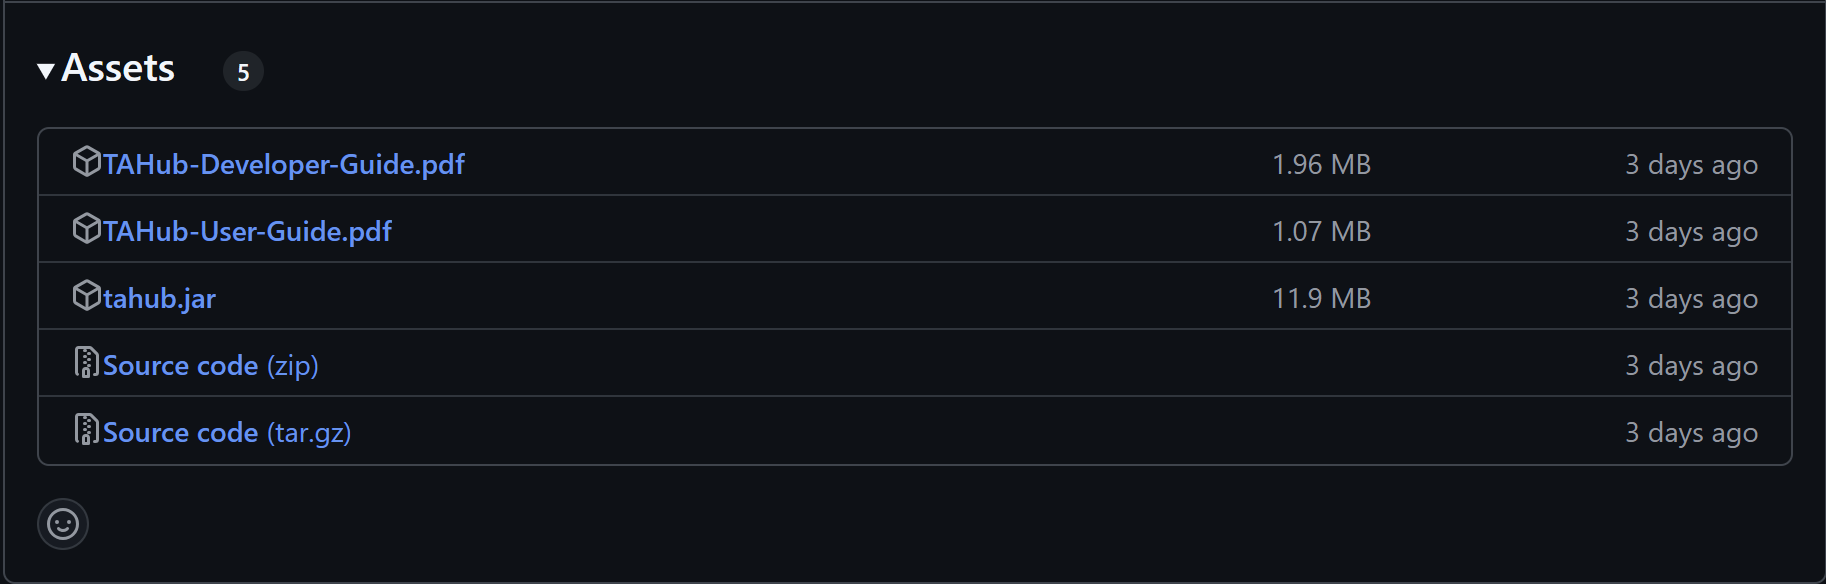 Assets 5
TAHub-Developer-Guide.pdf 1.96 MB 3 days ago
TAHub-User-Guide.pdf 1.07 MB 3 days ago
tahub.jar 11.9 MB 3 days ago
Source code (zip) 3 days ago
Source code (tar.gz) 3 days ago